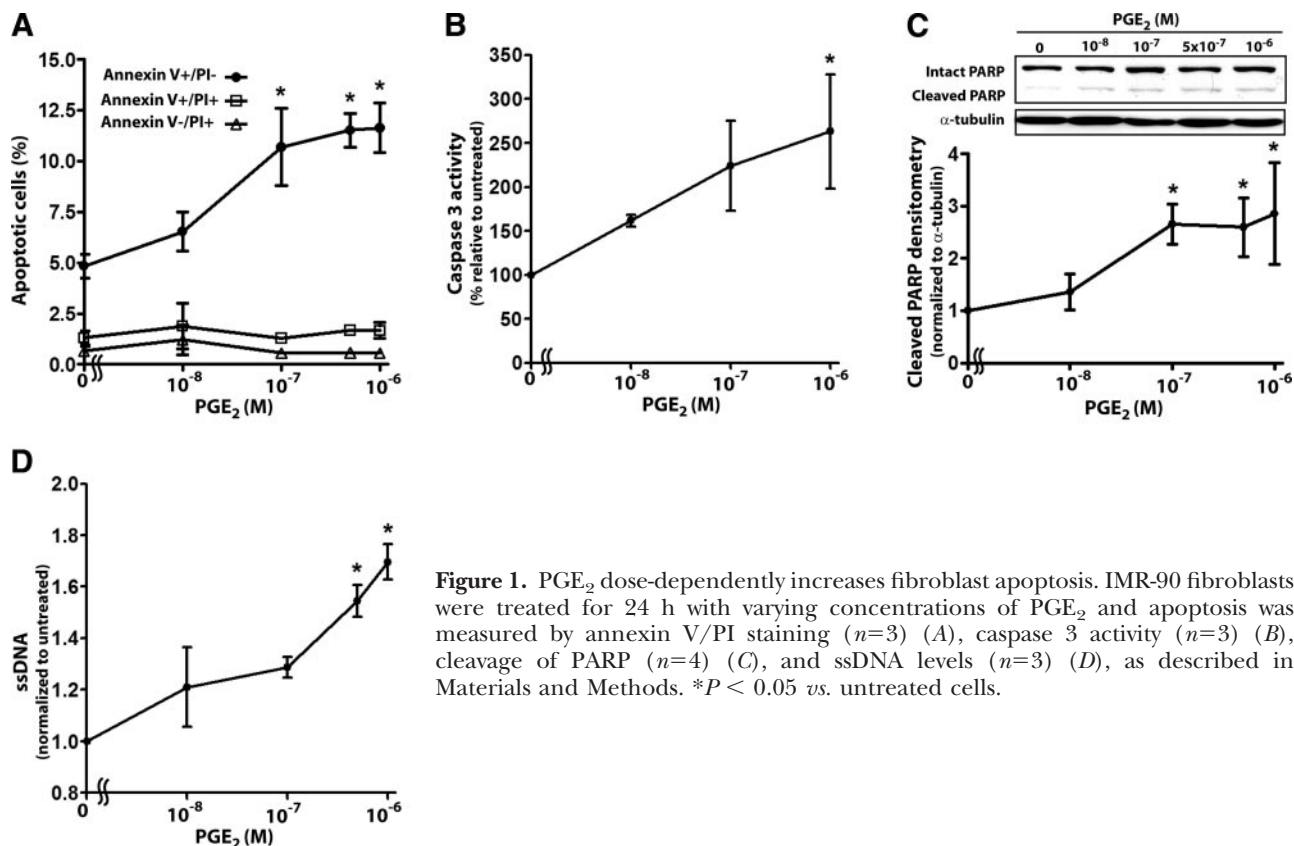 A
Apoptotic cells (%)
15.0
12.5
10.0
7.5
5.0
2.5
0.0
Annexin V+/PI-
Annexin V+/PI+
Annexin V-/PI+
* * *
0 10⁻⁸ 10⁻⁷ 10⁻⁶
PGE₂ (M)
B
Caspase 3 activity
(% relative to untreated)
350
300
250
200
150
100
50
0
*
0 10⁻⁸ 10⁻⁷ 10⁻⁶
PGE₂ (M)
C
PGE₂ (M)
0 10⁻⁸ 10⁻⁷ 5x10⁻⁷ 10⁻⁶
Intact PARP
Cleaved PARP
α-tubulin
Cleaved PARP densitometry
(normalized to α-tubulin)
4
3
2
1
0
* * *
0 10⁻⁸ 10⁻⁷ 10⁻⁶
PGE₂ (M)
D
ssDNA
(normalized to untreated)
2.0
1.8
1.6
1.4
1.2
1.0
0.8
* *
0 10⁻⁸ 10⁻⁷ 10⁻⁶
PGE₂ (M)
Figure 1. PGE₂ dose-dependently increases fibroblast apoptosis. IMR-90 fibroblasts
were treated for 24 h with varying concentrations of PGE₂ and apoptosis was
measured by annexin V/PI staining (n=3) (A), caspase 3 activity (n=3) (B),
cleavage of PARP (n=4) (C), and ssDNA levels (n=3) (D), as described in
Materials and Methods. *P < 0.05 vs. untreated cells.